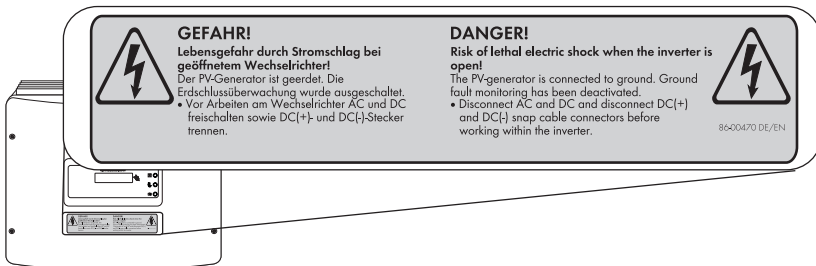 GEFAHR!
Lebensgefahr durch Stromschlag bei
geöffnetem Wechselrichter!
Der PV-Generator ist geerdet. Die
Erdschlussüberwachung wurde ausgeschaltet.
• Vor Arbeiten am Wechselrichter AC und DC
freischalten sowie DC(+)- und DC(-)-Stecker
trennen.
DANGER!
Risk of lethal electric shock when the inverter is
open!
The PV-generator is connected to ground. Ground
fault monitoring has been deactivated.
• Disconnect AC and DC and disconnect DC(+)
and DC(-) snap cable connectors before
working within the inverter.
86-00470 DE/EN